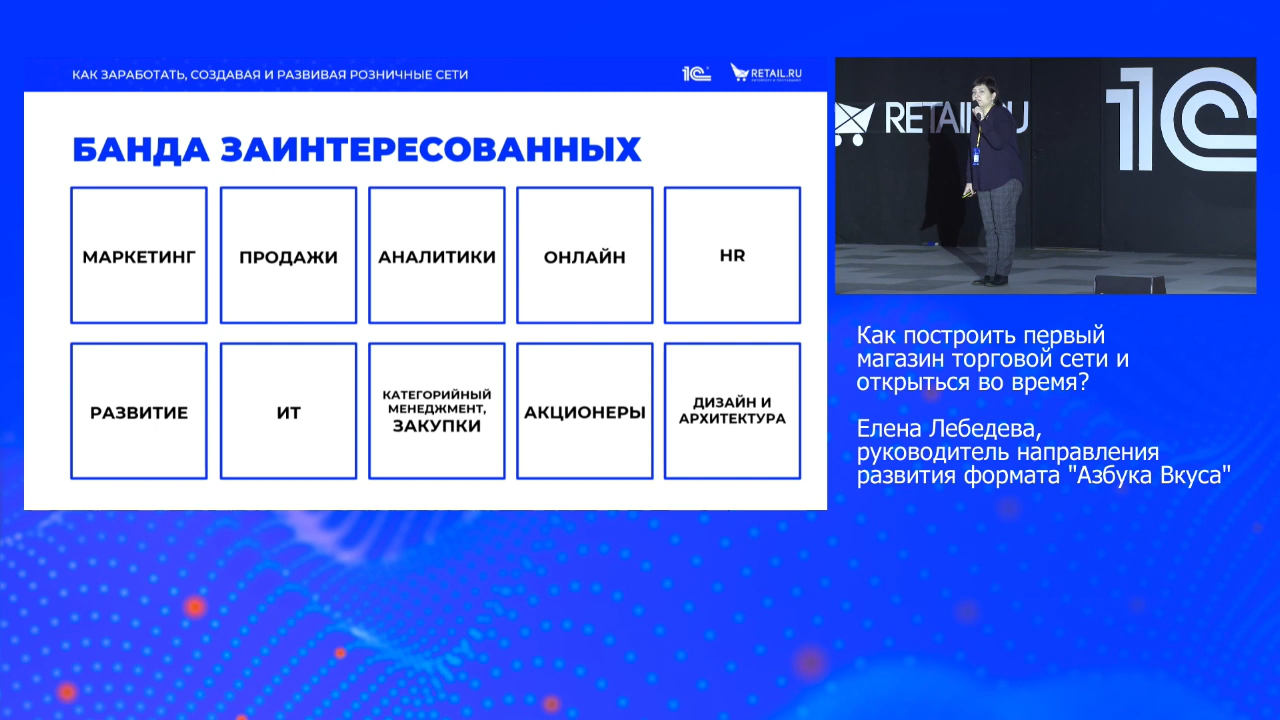 КАК ЗАРАБОТАТЬ, СОЗДАВАЯ И РАЗВИВАЯ РОЗНИЧНЫЕ СЕТИ
1С
RETAIL.RU
БАНДА ЗАИНТЕРЕСОВАННЫХ
МАРКЕТИНГ
ПРОДАЖИ
АНАЛИТИКИ
ОНЛАЙН
HR
РАЗВИТИЕ
ИТ
КАТЕГОРИЙНЫЙ
МЕНЕДЖМЕНТ,
ЗАКУПКИ
АКЦИОНЕРЫ
ДИЗАЙН И
АРХИТЕКТУРА
RETAIL.RU
1С
Как построить первый
магазин торговой сети и
открыться во время?
Елена Лебедева,
руководитель направления
развития формата "Азбука Вкуса"